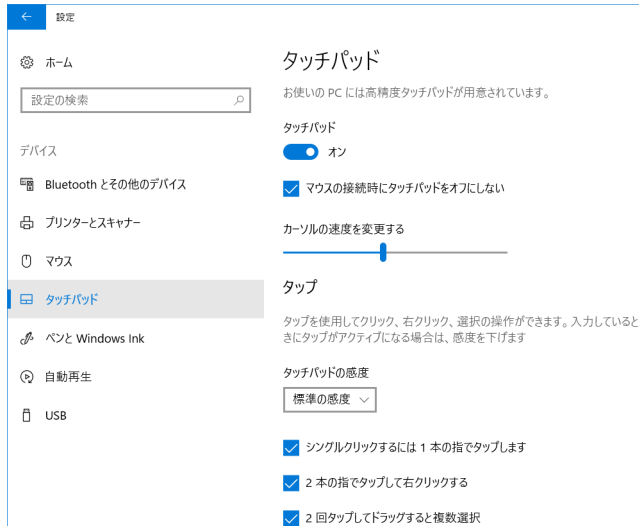 設定
ホーム
設定の検索
デバイス
Bluetooth とその他のデバイス
プリンターとスキャナー
マウス
タッチパッド
ペンと Windows Ink
自動再生
USB
タッチパッド
お使いの PC には高精度タッチパッドが用意されています。
タッチパッド
オン
マウスの接続時にタッチパッドをオフにしない
カーソルの速度を変更する
タップ
タップを使用してクリック、右クリック、選択の操作ができます。入力していると
きにタップがアクティブになる場合は、感度を下げます
タッチパッドの感度
標準の感度
シングルクリックするには 1 本の指でタップします
2 本の指でタップして右クリックする
2 回タップしてドラッグすると複数選択